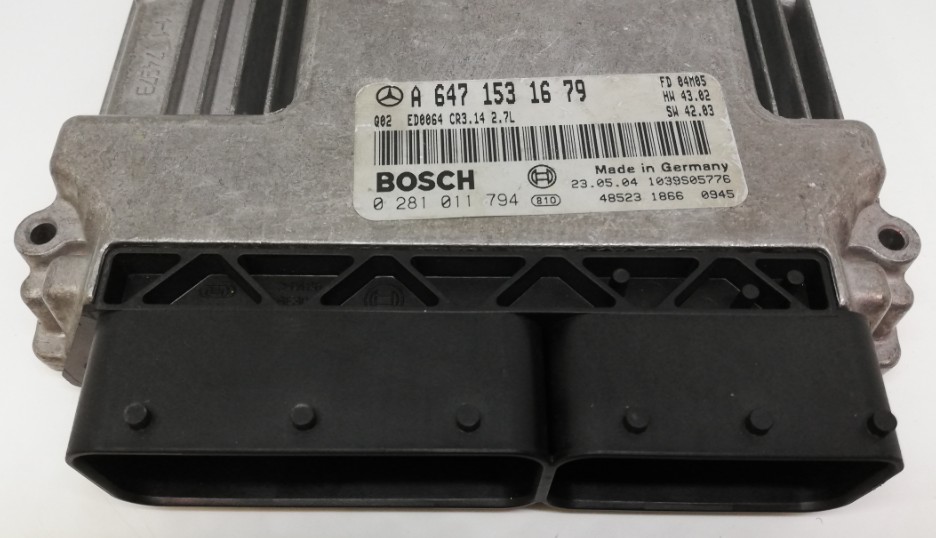 A 647 153 16 79
FD 04M05
HW 43.02
SW 42.03
Q02 ED0064 CR3.14 2.7L
BOSCH
Made in Germany
23.05.04 1039S05776
0 281 011 794 810
48523 1866 0945